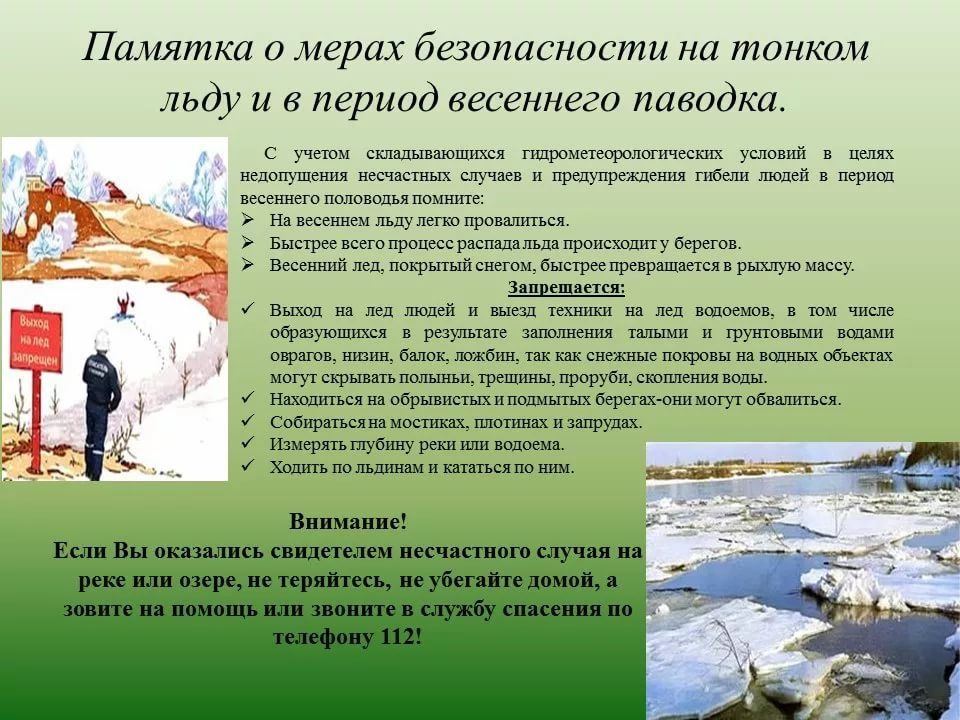 Памятка о мерах безопасности на тонком
льду и в период весеннего паводка.
С учетом складывающихся гидрометеорологических условий в целях
недопущения несчастных случаев и предупреждения гибели людей в период
весеннего половодья помните:
➢ На весеннем льду легко провалиться.
➢ Быстрее всего процесс распада льда происходит у берегов.
➢ Весенний лед, покрытый снегом, быстрее превращается в рыхлую массу.
Запрещается:
✓ Выход на лед людей и выезд техники на лед водоемов, в том числе
образующихся в результате заполнения талыми и грунтовыми водами
оврагов, низин, балок, ложбин, так как снежные покровы на водных объектах
могут скрывать полыньи, трещины, проруби, скопления воды.
✓ Находиться на обрывистых и подмытых берегах-они могут обвалиться.
✓ Собираться на мостиках, плотинах и запрудах.
✓ Измерять глубину реки или водоема.
✓ Ходить по льдинам и кататься по ним.
Выход
на лед
запрещен
Внимание!
Если Вы оказались свидетелем несчастного случая на
реке или озере, не теряйтесь, не убегайте домой, а
зовите на помощь или звоните в службу спасения по
телефону 112!